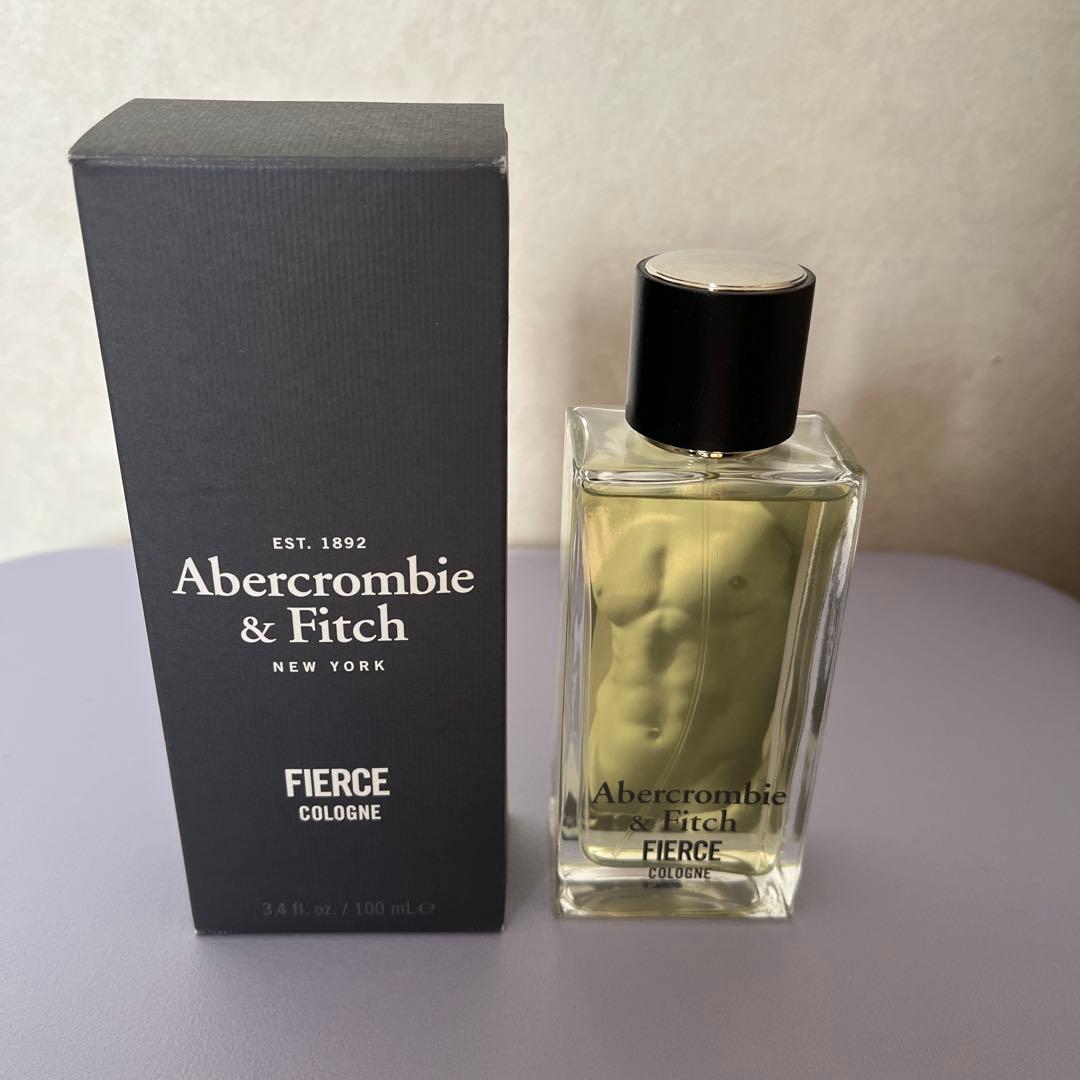 EST. 1892
Abercrombie
& Fitch
NEW YORK
FIERCE
COLOGNE
3.4 fl. oz. / 100 mL ℮
Abercrombie
& Fitch
FIERCE
COLOGNE